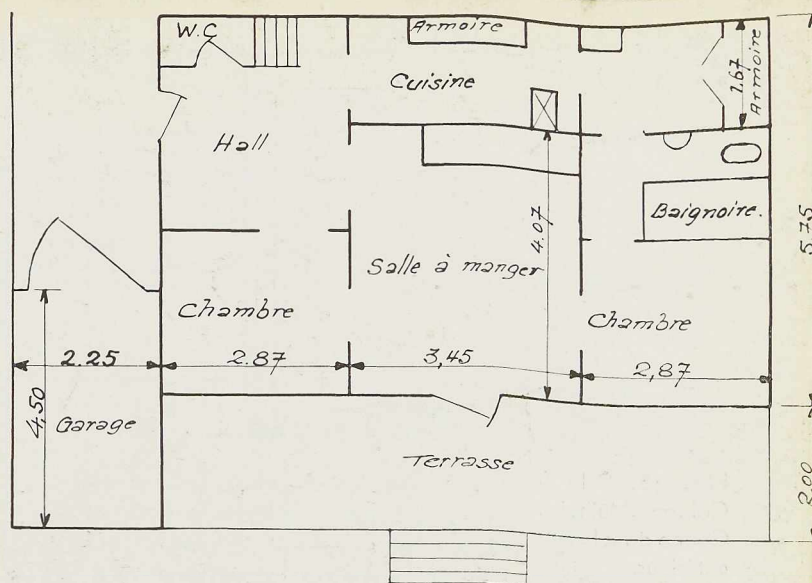 W.C
Armoire
Cuisine
1.67
Armoire
Hall
4.07
Baignoire.
5.75
Salle à manger
Chambre
Chambre
2.25
2.87
3,45
2,87
4,50
Garage
Terrasse
2.00